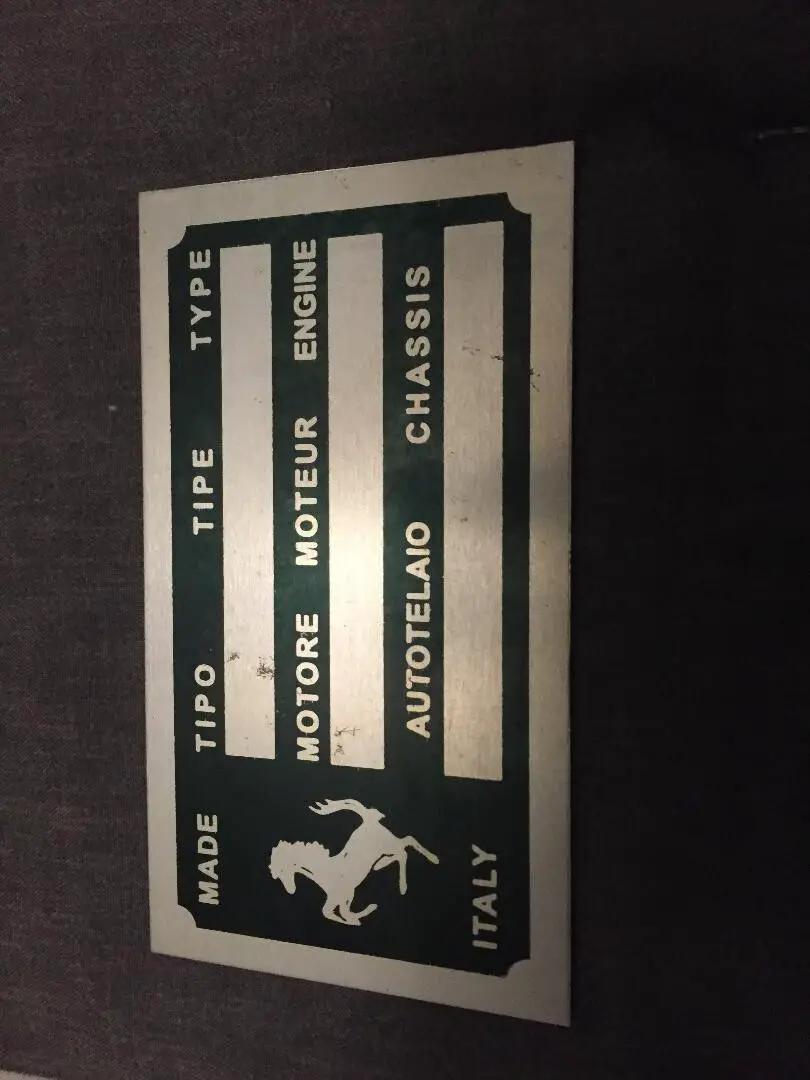 MADE TIPO TIPE TYPE
MOTORE MOTEUR ENGINE
AUTOTELAIO CHASSIS
ITALY